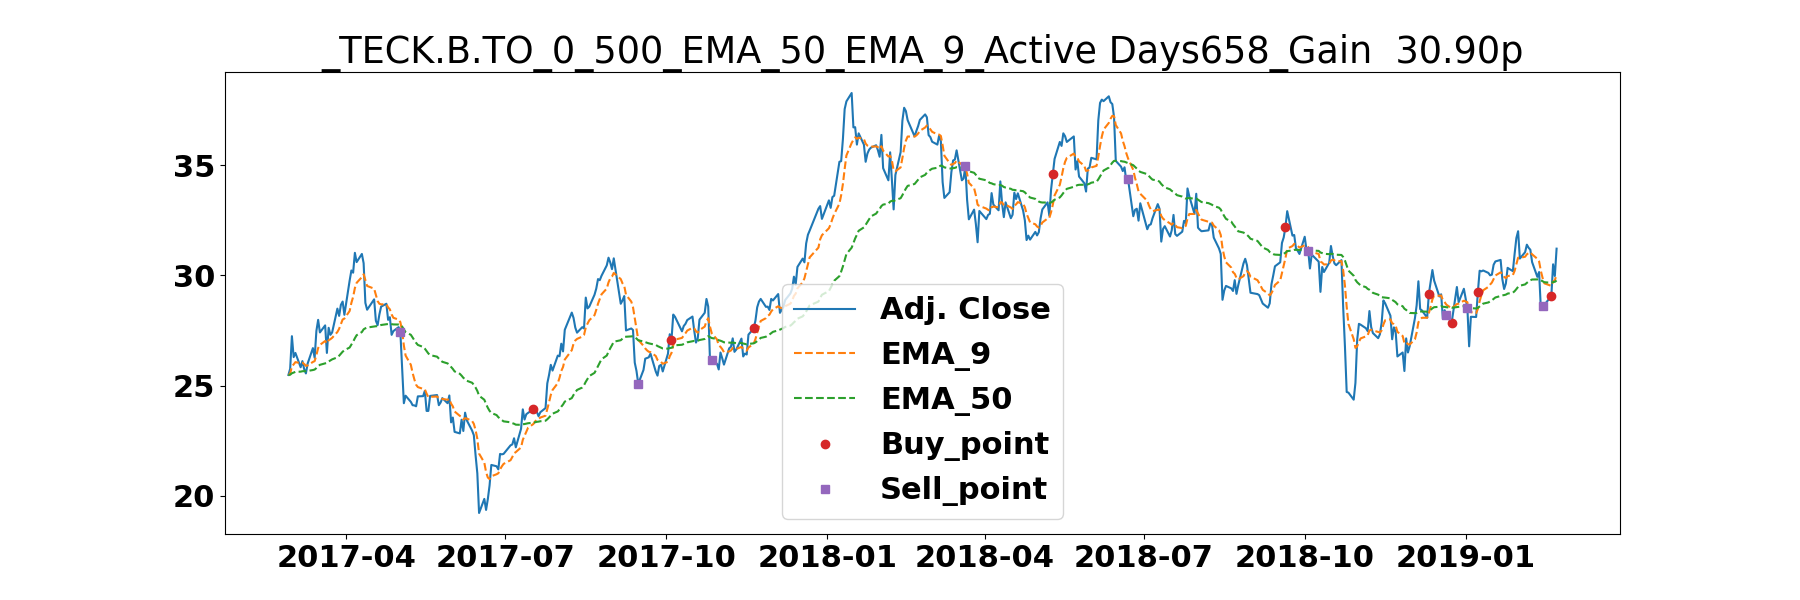 _TECK.B.TO_0_500_EMA_50_EMA_9_Active Days658_Gain  30.90p
35
30
25
20
Adj. Close
EMA_9
EMA_50
Buy_point
Sell_point
2017-04 2017-07 2017-10 2018-01 2018-04 2018-07 2018-10 2019-01